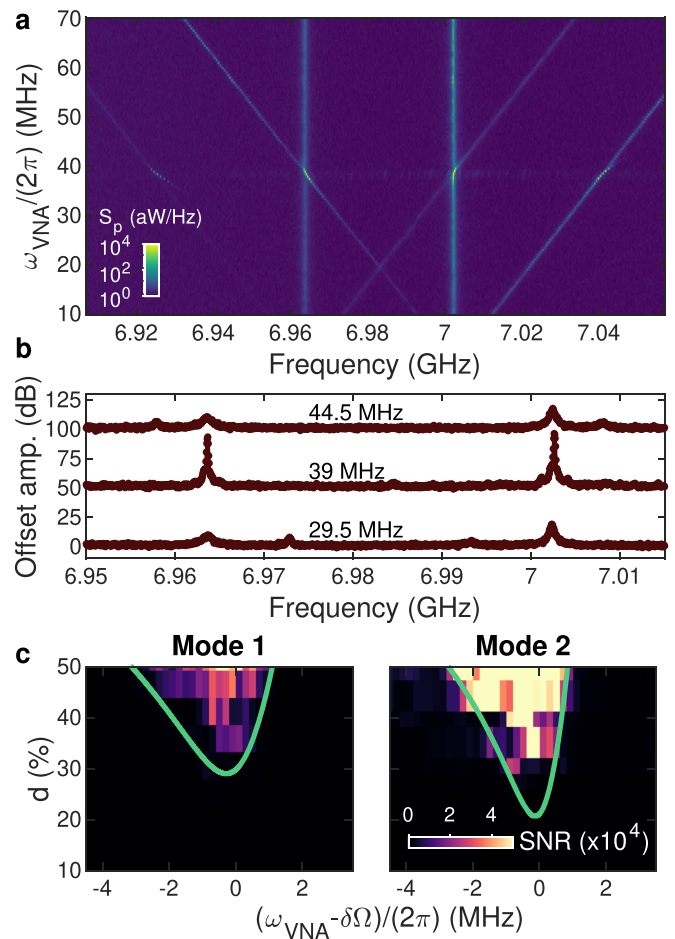 a
70
60
50
40
30
20
10
ω_VNA/(2π) (MHz)
S_p (aW/Hz)
10^4
10^2
10^0
6.92 6.94 6.96 6.98 7 7.02 7.04
Frequency (GHz)
b
125
100
75
50
25
0
Offset amp. (dB)
44.5 MHz
39 MHz
29.5 MHz
6.95 6.96 6.97 6.98 6.99 7 7.01
Frequency (GHz)
c
Mode 1 Mode 2
50
40
30
20
10
d (%)
0 2 4
SNR (x10^4)
-4 -2 0 2 -4 -2 0 2
(ω_VNA-δΩ)/(2π) (MHz)